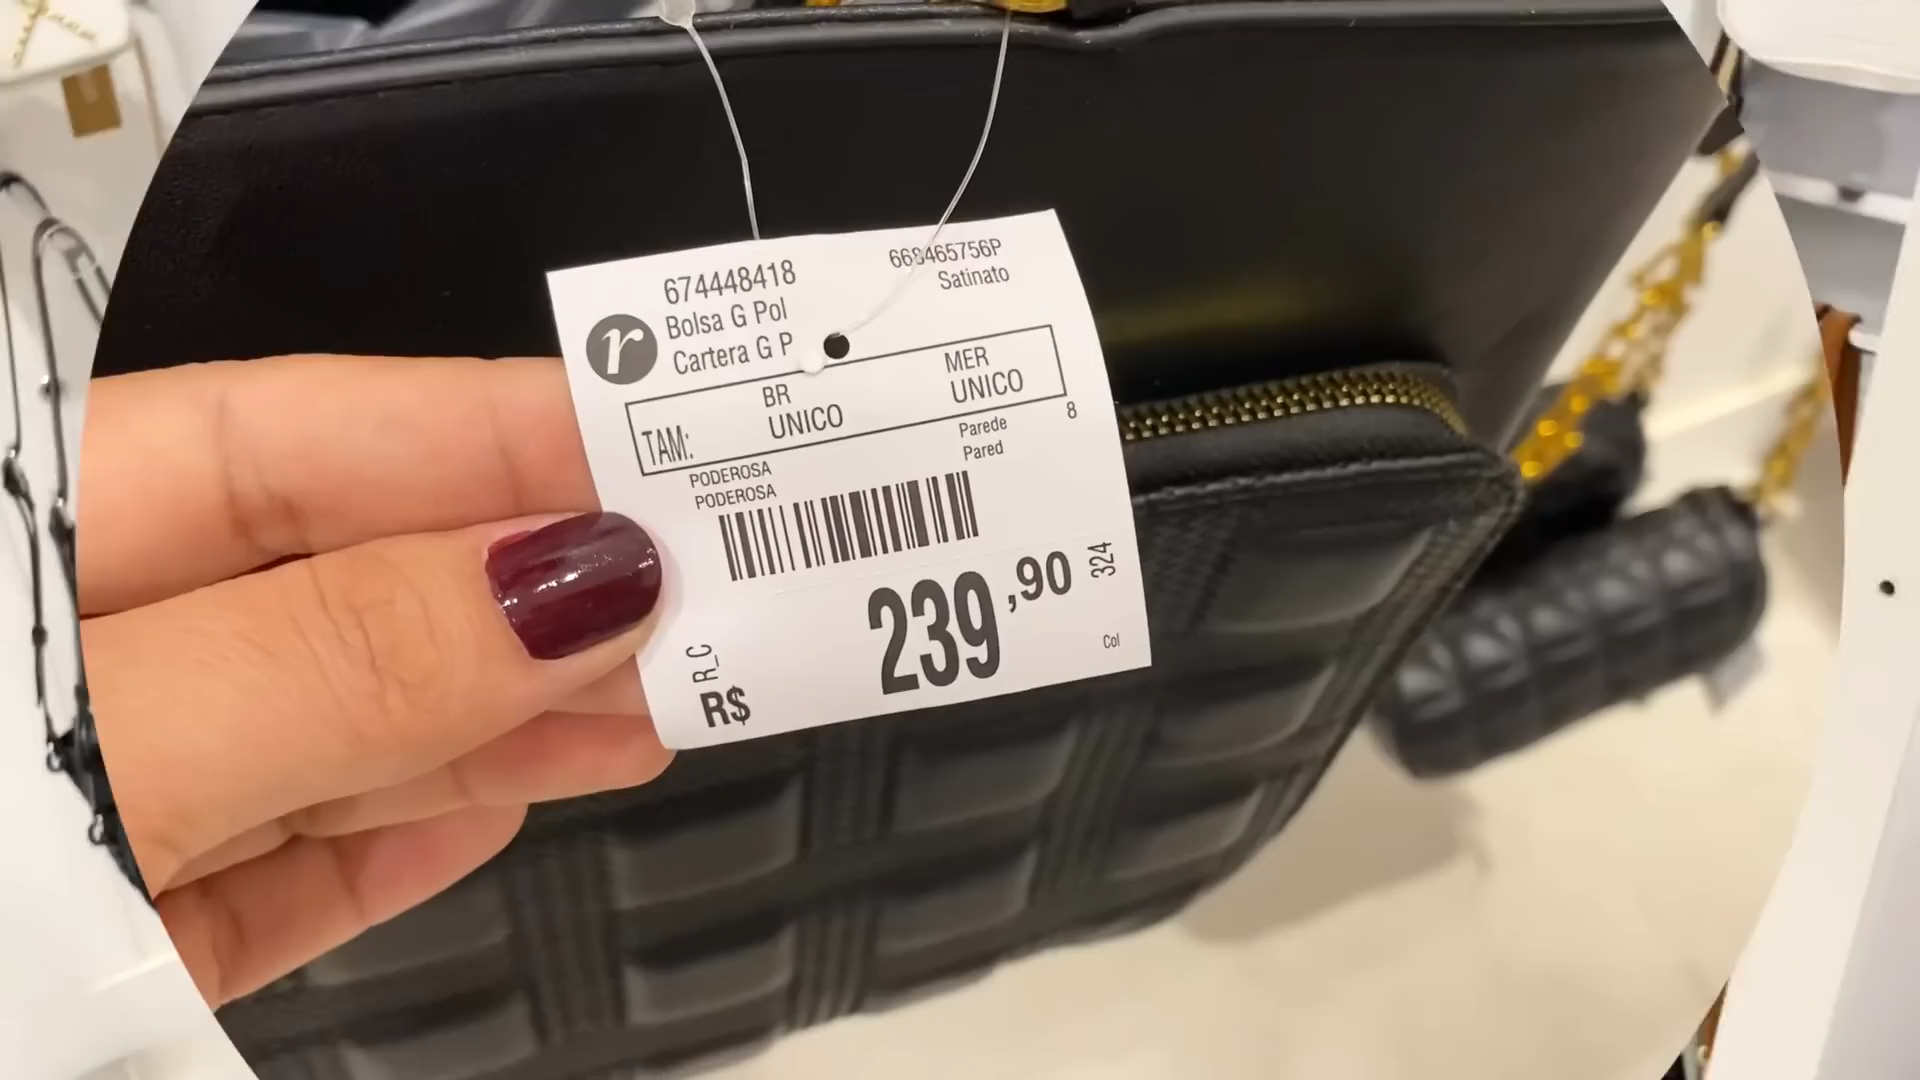 674448418
Bolsa G Pol
Cartera G P
Satinato
r
TAM:
BR
UNICO
MER
UNICO
PODEROSA
PODEROSA
Parede
Pared
8
R$ 239,90
R_C
324
Col